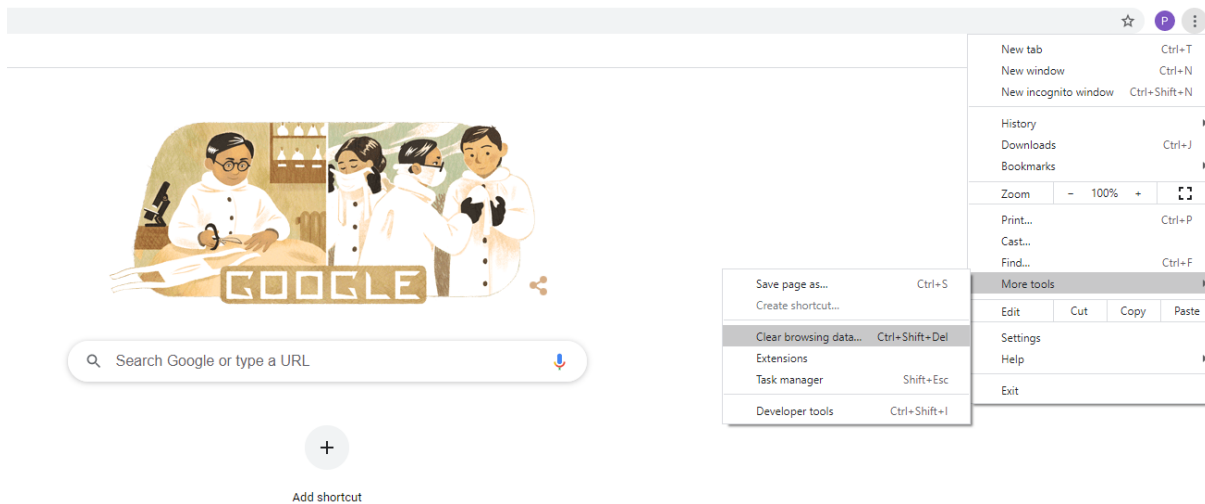 P
New tab Ctrl+T
New window Ctrl+N
New incognito window Ctrl+Shift+N
History
Downloads Ctrl+J
Bookmarks
Zoom - 100% +
Print... Ctrl+P
Cast...
Find... Ctrl+F
More tools
Edit Cut Copy Paste
Settings
Help
Exit
Save page as... Ctrl+S
Create shortcut...
Clear browsing data... Ctrl+Shift+Del
Extensions
Task manager Shift+Esc
Developer tools Ctrl+Shift+I
GOOGLE
Search Google or type a URL
Add shortcut